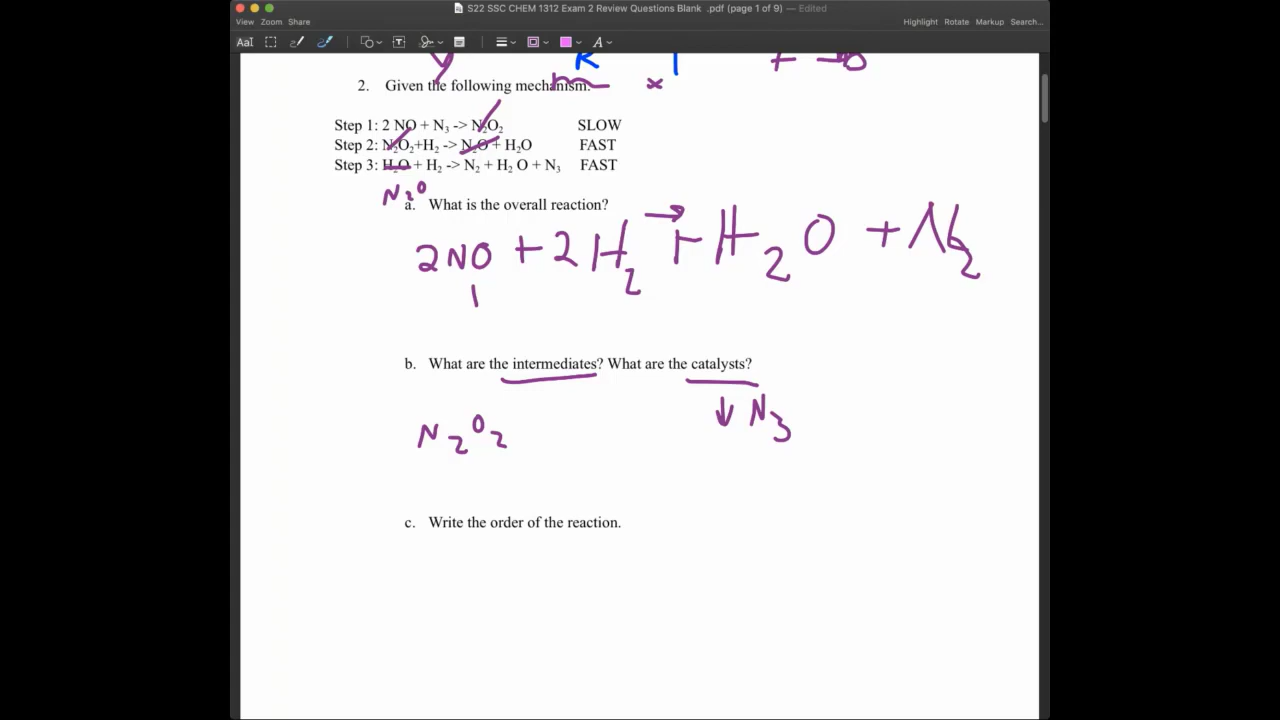 S22 SSC CHEM 1312 Exam 2 Review Questions Blank .pdf (page 1 of 9) — Edited
View Zoom Share Highlight Rotate Markup Search...
AaI T A
2. Given the following mechanism:
Step 1: 2 NO + N₃ -> N₂O₂ SLOW
Step 2: N₂O₂+H₂ -> N₂O + H₂O FAST
Step 3: H₂O + H₂ -> N₂ + H₂ O + N₃ FAST
N₂O
a. What is the overall reaction?
2NO + 2H₂ → H₂O + N₂
b. What are the intermediates? What are the catalysts?
↓ N₃
N₂O₂
c. Write the order of the reaction.